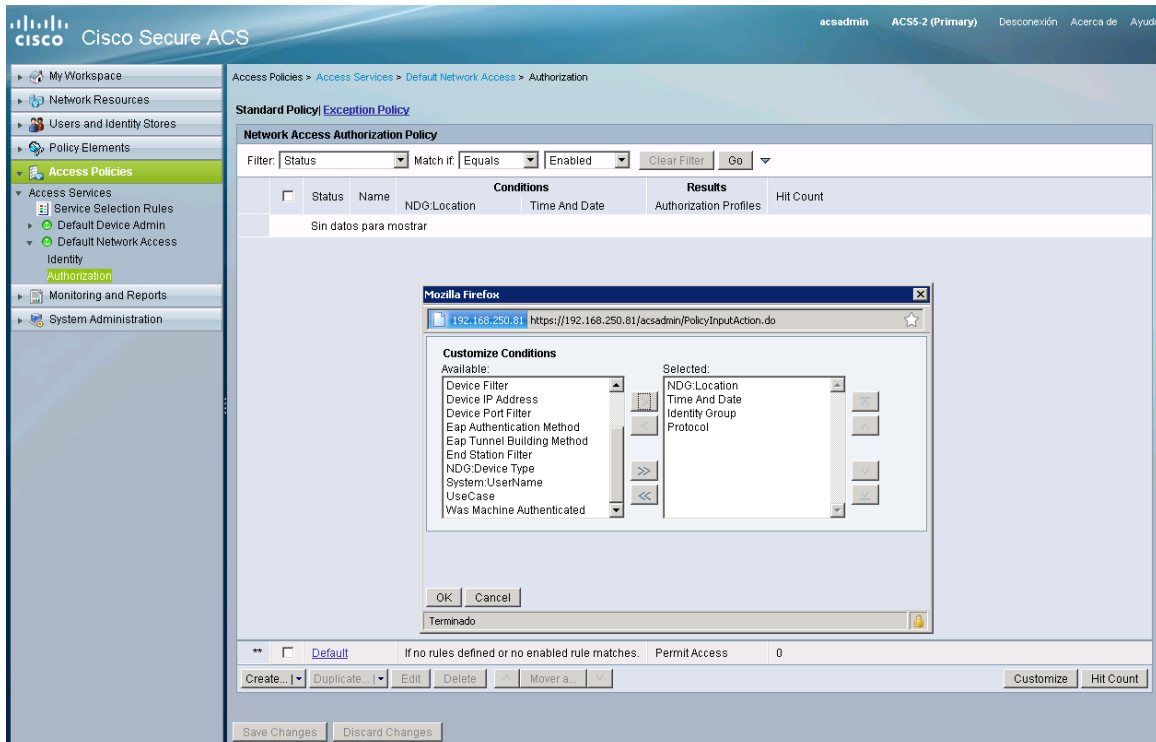 cisco Cisco Secure ACS
acsadmin ACS5-2 (Primary) Desconexión Acerca de Ayud
My Workspace
Network Resources
Users and Identity Stores
Policy Elements
Access Policies
Access Services
Service Selection Rules
Default Device Admin
Default Network Access
Identity
Authorization
Monitoring and Reports
System Administration
Access Policies > Access Services > Default Network Access > Authorization
Standard Policy| Exception Policy
Network Access Authorization Policy
Filter: Status Match if: Equals Enabled Clear Filter Go
Status Name Conditions Results Hit Count
NDG:Location Time And Date Authorization Profiles
Sin datos para mostrar
Mozilla Firefox
192.168.250.81 https://192.168.250.81/acsadmin/PolicyInputAction.do
Customize Conditions
Available: Selected:
Device Filter
Device IP Address
Device Port Filter
Eap Authentication Method
Eap Tunnel Building Method
End Station Filter
NDG:Device Type
System:UserName
UseCase
Was Machine Authenticated
>
<
>>
<<
NDG:Location
Time And Date
Identity Group
Protocol
OK Cancel
Terminado
** Default If no rules defined or no enabled rule matches. Permit Access 0
Create... | Duplicate... | Edit Delete Mover a... Customize Hit Count
Save Changes Discard Changes